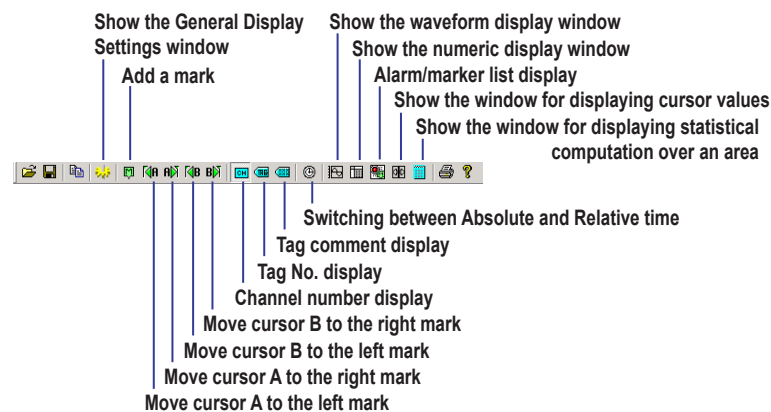 Show the General Display
Settings window
Add a mark
Show the waveform display window
Show the numeric display window
Alarm/marker list display
Show the window for displaying cursor values
Show the window for displaying statistical
computation over an area
M A A B B CH TAG
Switching between Absolute and Relative time
Tag comment display
Tag No. display
Channel number display
Move cursor B to the right mark
Move cursor B to the left mark
Move cursor A to the right mark
Move cursor A to the left mark